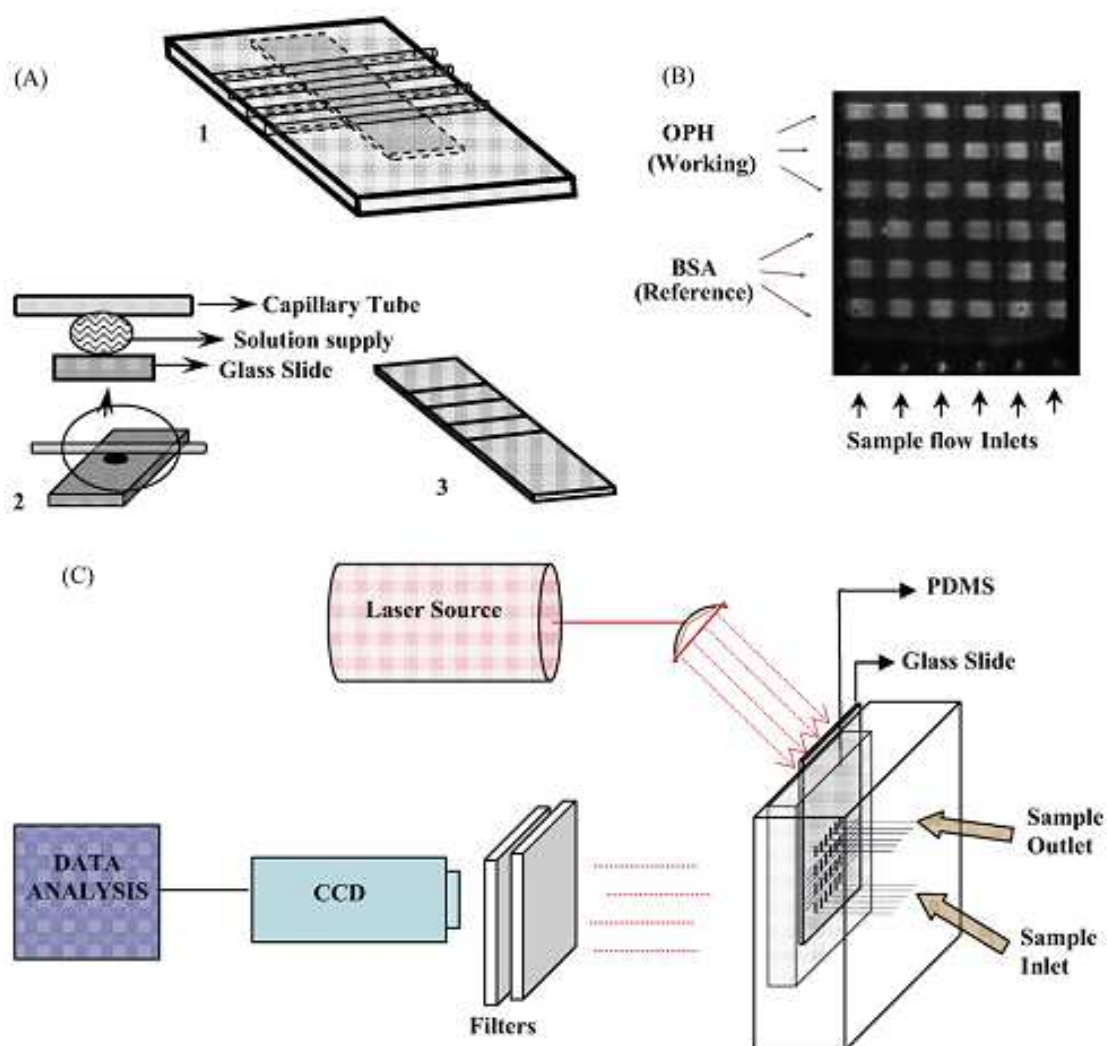 (A)
1
Capillary Tube
Solution supply
Glass Slide
2
3
(B)
OPH
(Working)
BSA
(Reference)
Sample flow Inlets
(C)
Laser Source
PDMS
Glass Slide
Sample
Outlet
DATA
ANALYSIS
CCD
Sample
Inlet
Filters